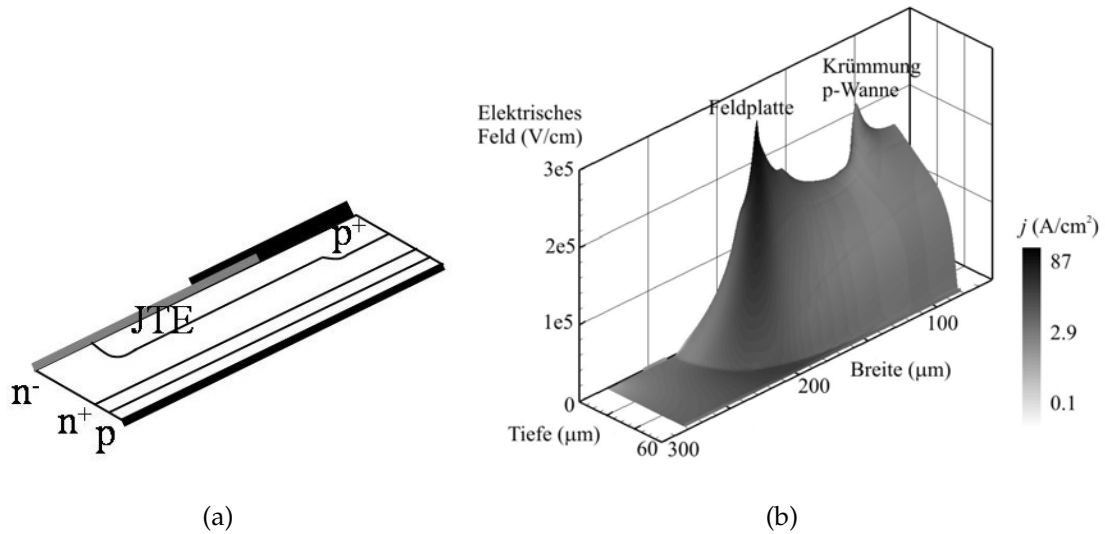 p⁺
JTE
n⁻
n⁺
p
(a)
Elektrisches
Feld (V/cm)
Feldplatte
Krümmung
p-Wanne
3e5
2e5
1e5
0
Tiefe (μm)
60
300
200
100
Breite (μm)
j (A/cm²)
87
2.9
0.1
(b)